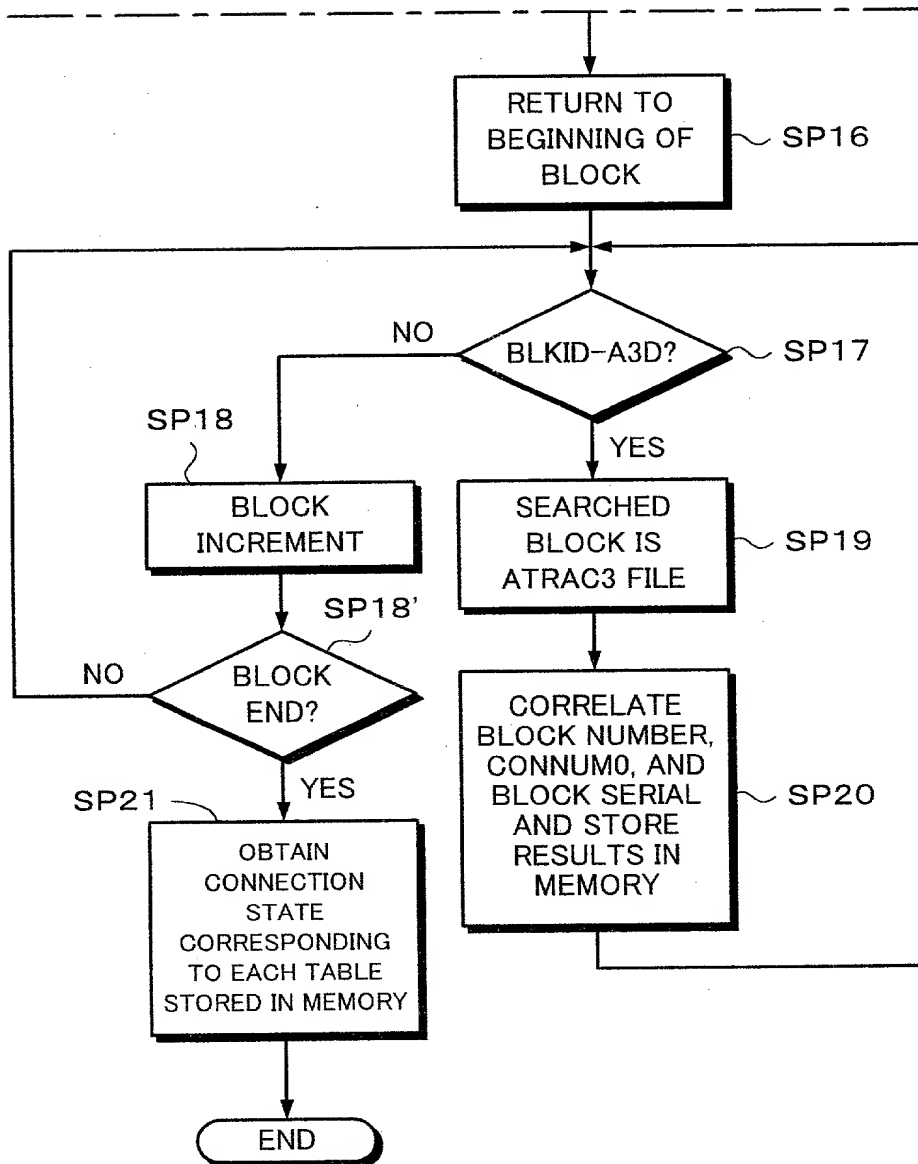 RETURN TO
BEGINNING OF
BLOCK
SP16
NO
BLKID-A3D?
SP17
SP18
YES
BLOCK
INCREMENT
SEARCHED
BLOCK IS
ATRAC3 FILE
SP19
SP18'
NO
BLOCK
END?
CORRELATE
BLOCK NUMBER,
CONNUM0, AND
BLOCK SERIAL
AND STORE
RESULTS IN
MEMORY
SP20
YES
SP21
OBTAIN
CONNECTION
STATE
CORRESPONDING
TO EACH TABLE
STORED IN MEMORY
END